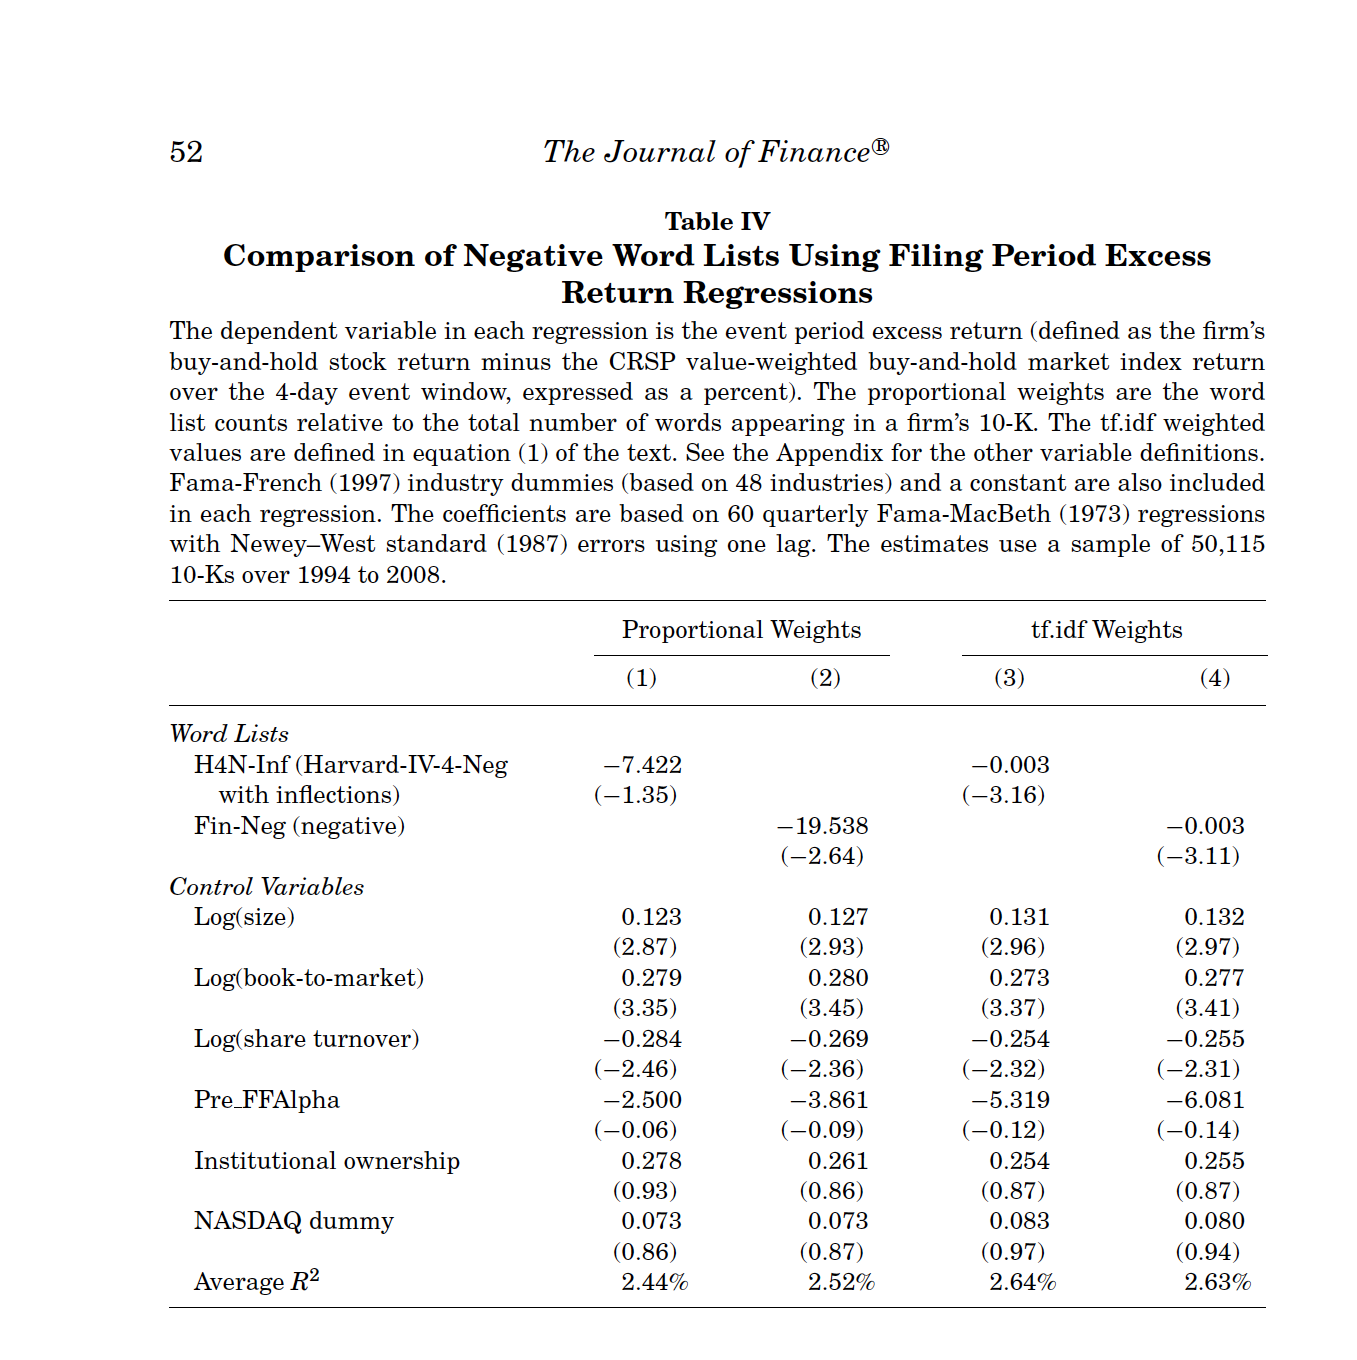 52 The Journal of Finance®
Table IV
Comparison of Negative Word Lists Using Filing Period Excess
Return Regressions
The dependent variable in each regression is the event period excess return (defined as the firm's
buy-and-hold stock return minus the CRSP value-weighted buy-and-hold market index return
over the 4-day event window, expressed as a percent). The proportional weights are the word
list counts relative to the total number of words appearing in a firm's 10-K. The tf.idf weighted
values are defined in equation (1) of the text. See the Appendix for the other variable definitions.
Fama-French (1997) industry dummies (based on 48 industries) and a constant are also included
in each regression. The coefficients are based on 60 quarterly Fama-MacBeth (1973) regressions
with Newey–West standard (1987) errors using one lag. The estimates use a sample of 50,115
10-Ks over 1994 to 2008.
Proportional Weights tf.idf Weights
(1) (2) (3) (4)
Word Lists
H4N-Inf (Harvard-IV-4-Neg −7.422 −0.003
with inflections) (−1.35) (−3.16)
Fin-Neg (negative) −19.538 −0.003
(−2.64) (−3.11)
Control Variables
Log(size) 0.123 0.127 0.131 0.132
(2.87) (2.93) (2.96) (2.97)
Log(book-to-market) 0.279 0.280 0.273 0.277
(3.35) (3.45) (3.37) (3.41)
Log(share turnover) −0.284 −0.269 −0.254 −0.255
(−2.46) (−2.36) (−2.32) (−2.31)
Pre_FFAlpha −2.500 −3.861 −5.319 −6.081
(−0.06) (−0.09) (−0.12) (−0.14)
Institutional ownership 0.278 0.261 0.254 0.255
(0.93) (0.86) (0.87) (0.87)
NASDAQ dummy 0.073 0.073 0.083 0.080
(0.86) (0.87) (0.97) (0.94)
Average R² 2.44% 2.52% 2.64% 2.63%